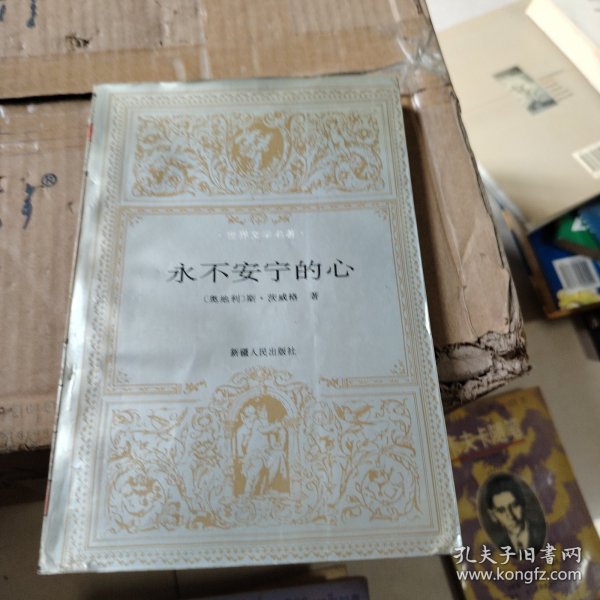 ·世界文学名著·
永不安宁的心
〔奥地利〕斯·茨威格 著
新疆人民出版社
孔夫子旧书网
www.kongfz.com